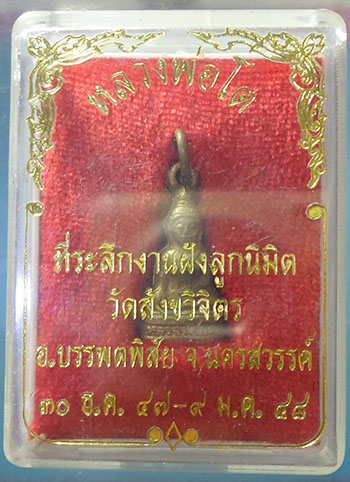 หลวงพ่อโต
ที่ระลึกงานฝังลูกนิมิต
วัดสังขวิจิตร
อ.บรรพตพิสัย จ.นครสวรรค์
๓๐ ธ.ค. ๔๗-๙ ม.ค. ๔๘